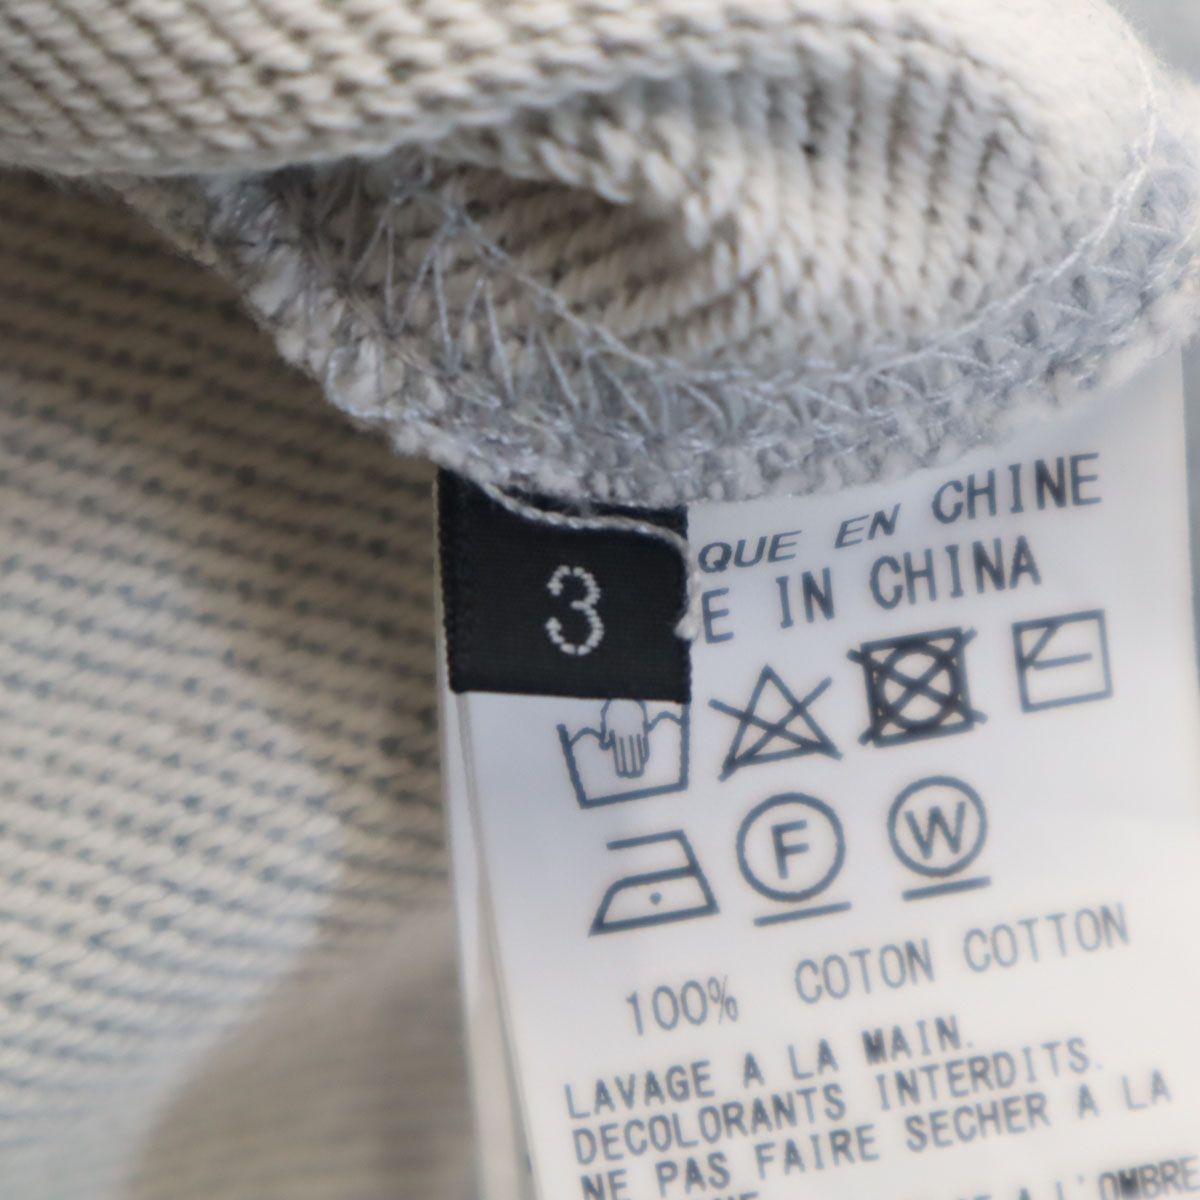 3
QUE EN CHINE
E IN CHINA
F W
100% COTON COTTON
LAVAGE A LA MAIN.
DECOLORANTS INTERDITS.
NE PAS FAIRE SECHER A LA
A L'OMBRE